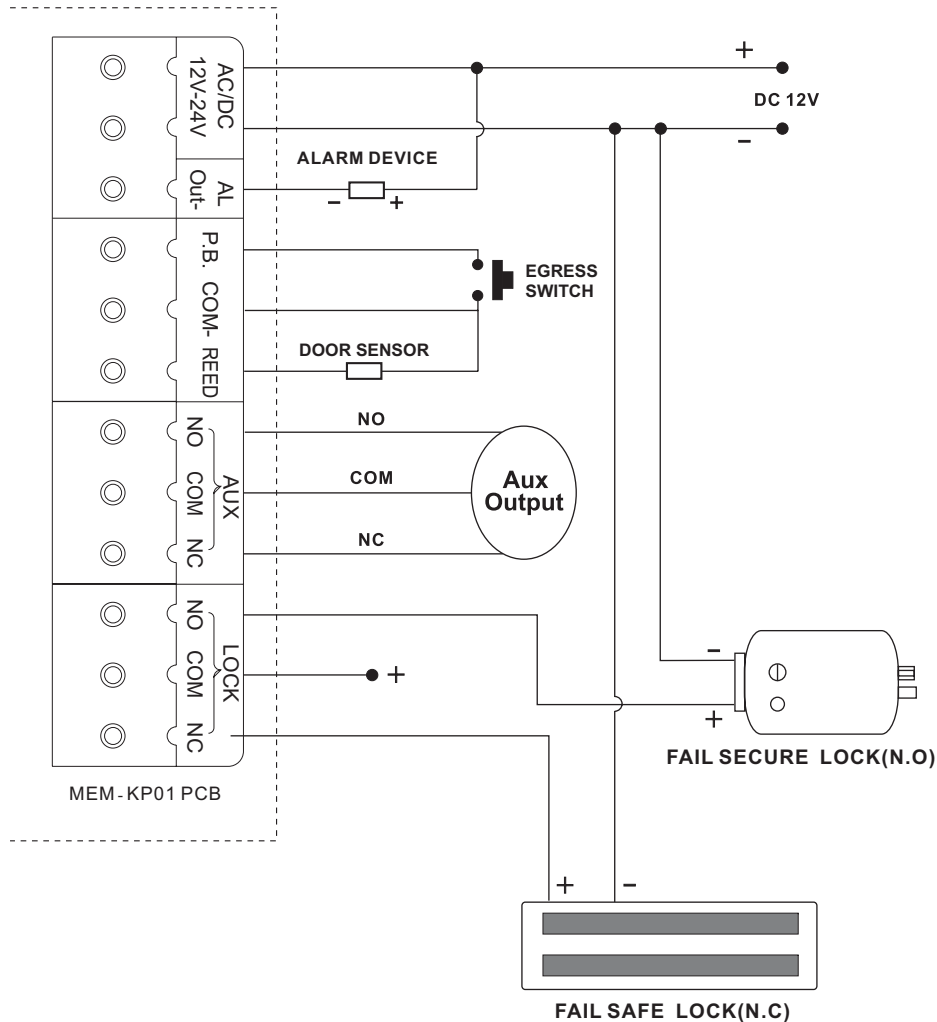 AC/DC
12V-24V
+
DC 12V
-
AL
Out-
ALARM DEVICE
- +
P.B. COM- REED
EGRESS
SWITCH
DOOR SENSOR
NO COM NC
AUX
NO
COM
NC
Aux
Output
NO COM NC
LOCK
+
-
+
FAIL SECURE LOCK(N.O)
MEM-KP01 PCB
+ -
FAIL SAFE LOCK(N.C)